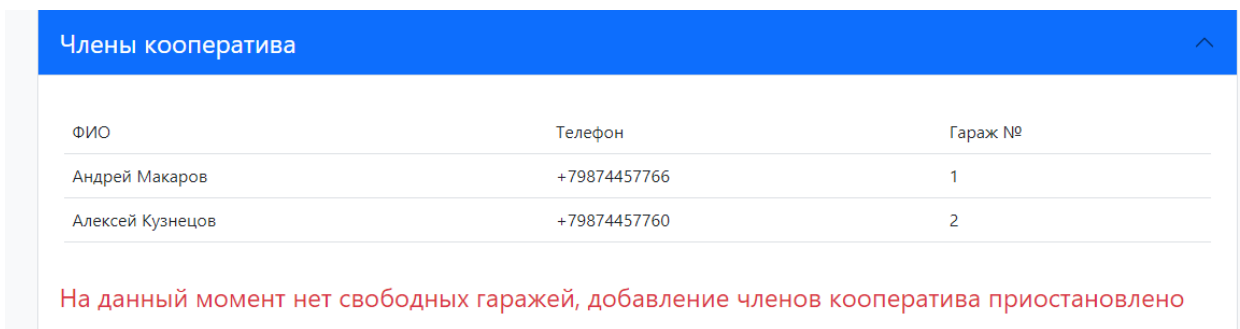 Члены кооператива
ФИО Телефон Гараж №
Андрей Макаров +79874457766 1
Алексей Кузнецов +79874457760 2
На данный момент нет свободных гаражей, добавление членов кооператива приостановлено